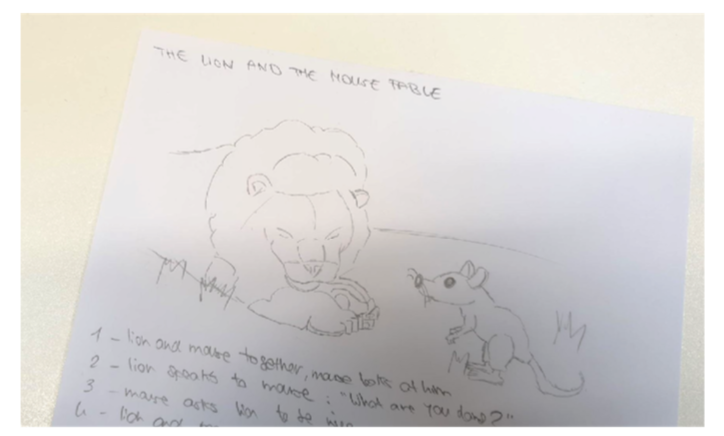 THE LION AND THE MOUSE FABLE
1 - lion and mouse together, mouse looks at him
2 - lion speaks to mouse: "What are you doing?"
3 - mouse asks lion to be
4 - lion and